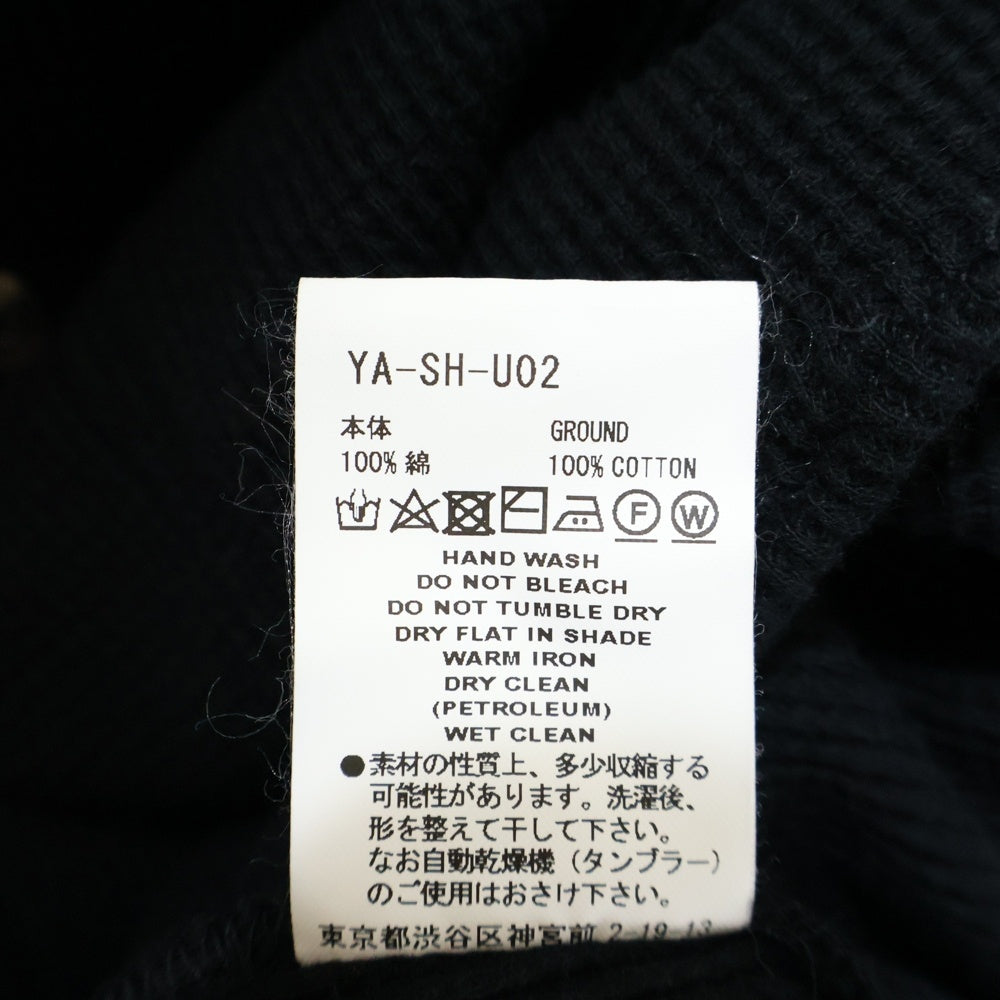 YA-SH-U02
本体 GROUND
100% 綿 100% COTTON
F W
HAND WASH
DO NOT BLEACH
DO NOT TUMBLE DRY
DRY FLAT IN SHADE
WARM IRON
DRY CLEAN
(PETROLEUM)
WET CLEAN
●素材の性質上、多少収縮する
可能性があります。洗濯後、
形を整えて干して下さい。
なお自動乾燥機（タンブラー）
のご使用はおさけ下さい。
東京都渋谷区神宮前 2-19-13